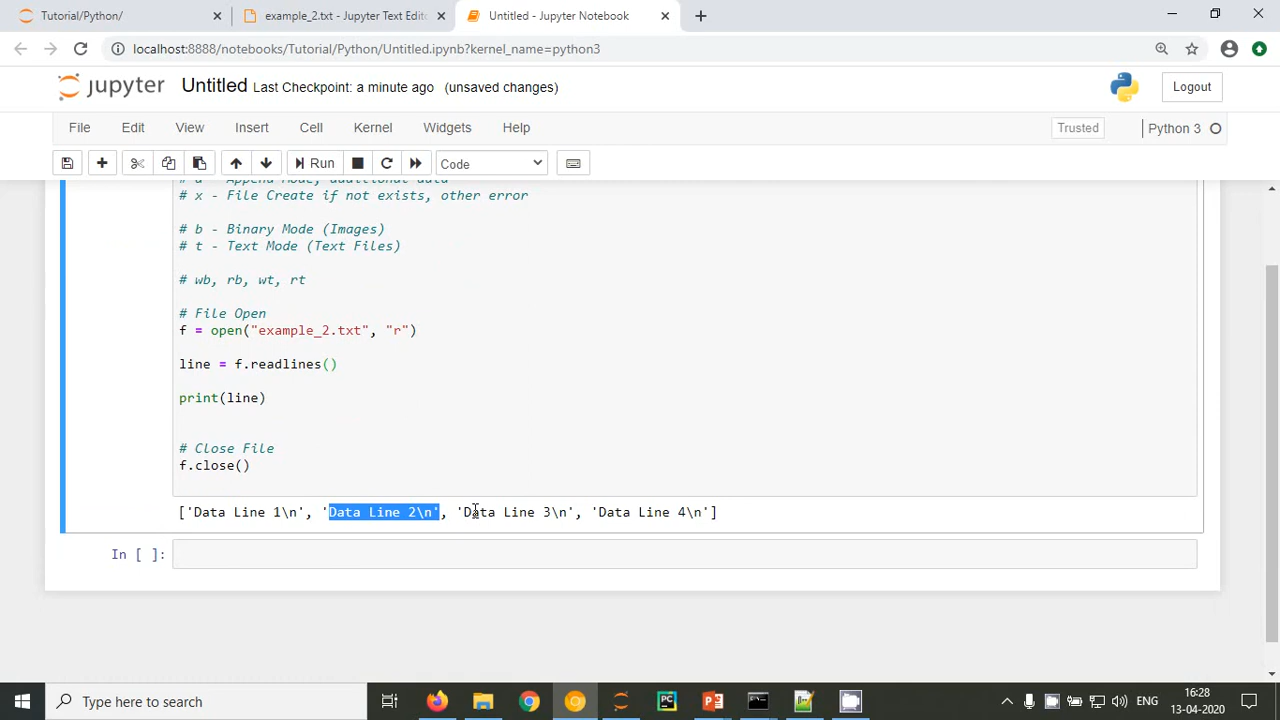 Tutorial/Python/
example_2.txt - Jupyter Text Edit
Untitled - Jupyter Notebook
localhost:8888/notebooks/Tutorial/Python/Untitled.ipynb?kernel_name=python3
jupyter Untitled Last Checkpoint: a minute ago (unsaved changes)
Logout
File Edit View Insert Cell Kernel Widgets Help
Trusted
Python 3
Run
Code
# a - Append Mode, additional data
# x - File Create if not exists, other error
# b - Binary Mode (Images)
# t - Text Mode (Text Files)
# wb, rb, wt, rt
# File Open
f = open("example_2.txt", "r")
line = f.readlines()
print(line)
# Close File
f.close()
['Data Line 1\n', 'Data Line 2\n', 'Data Line 3\n', 'Data Line 4\n']
In [ ]:
Type here to search
ENG
16:28
13-04-2020